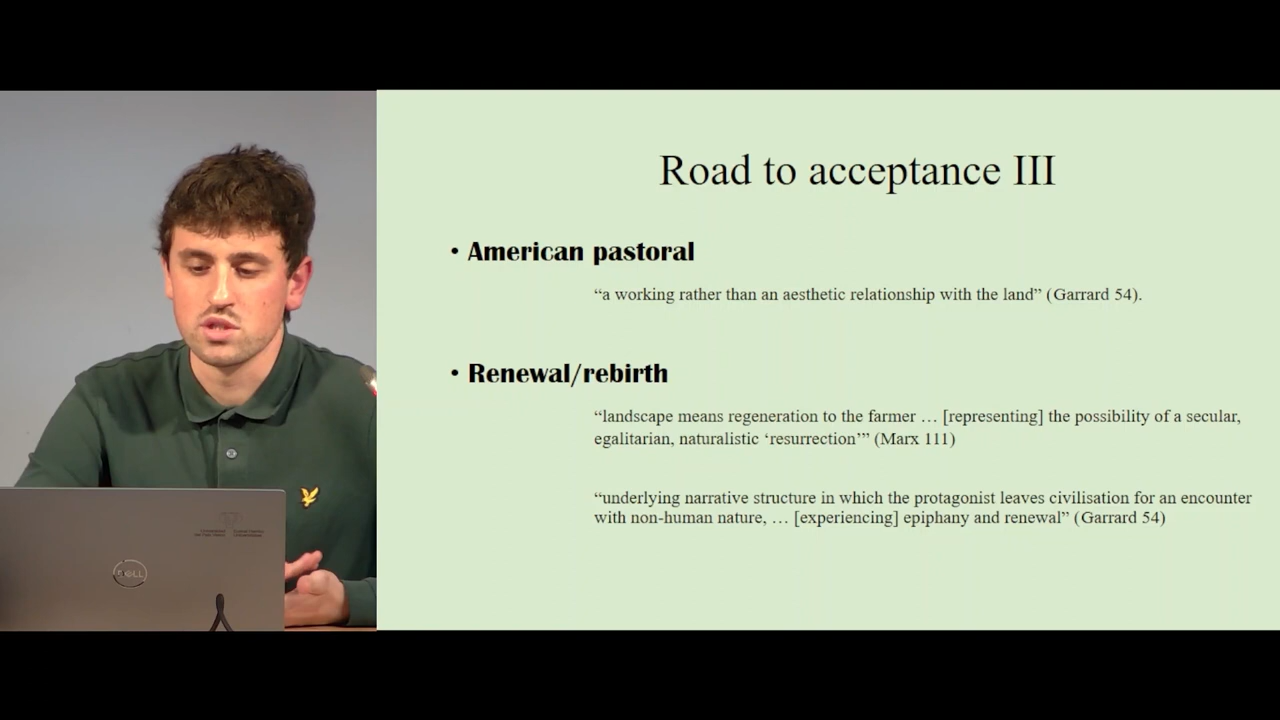 Road to acceptance III
• American pastoral
“a working rather than an aesthetic relationship with the land” (Garrard 54).
• Renewal/rebirth
“landscape means regeneration to the farmer … [representing] the possibility of a secular,
egalitarian, naturalistic ‘resurrection’” (Marx 111)
“underlying narrative structure in which the protagonist leaves civilisation for an encounter
with non-human nature, … [experiencing] epiphany and renewal” (Garrard 54)
DELL